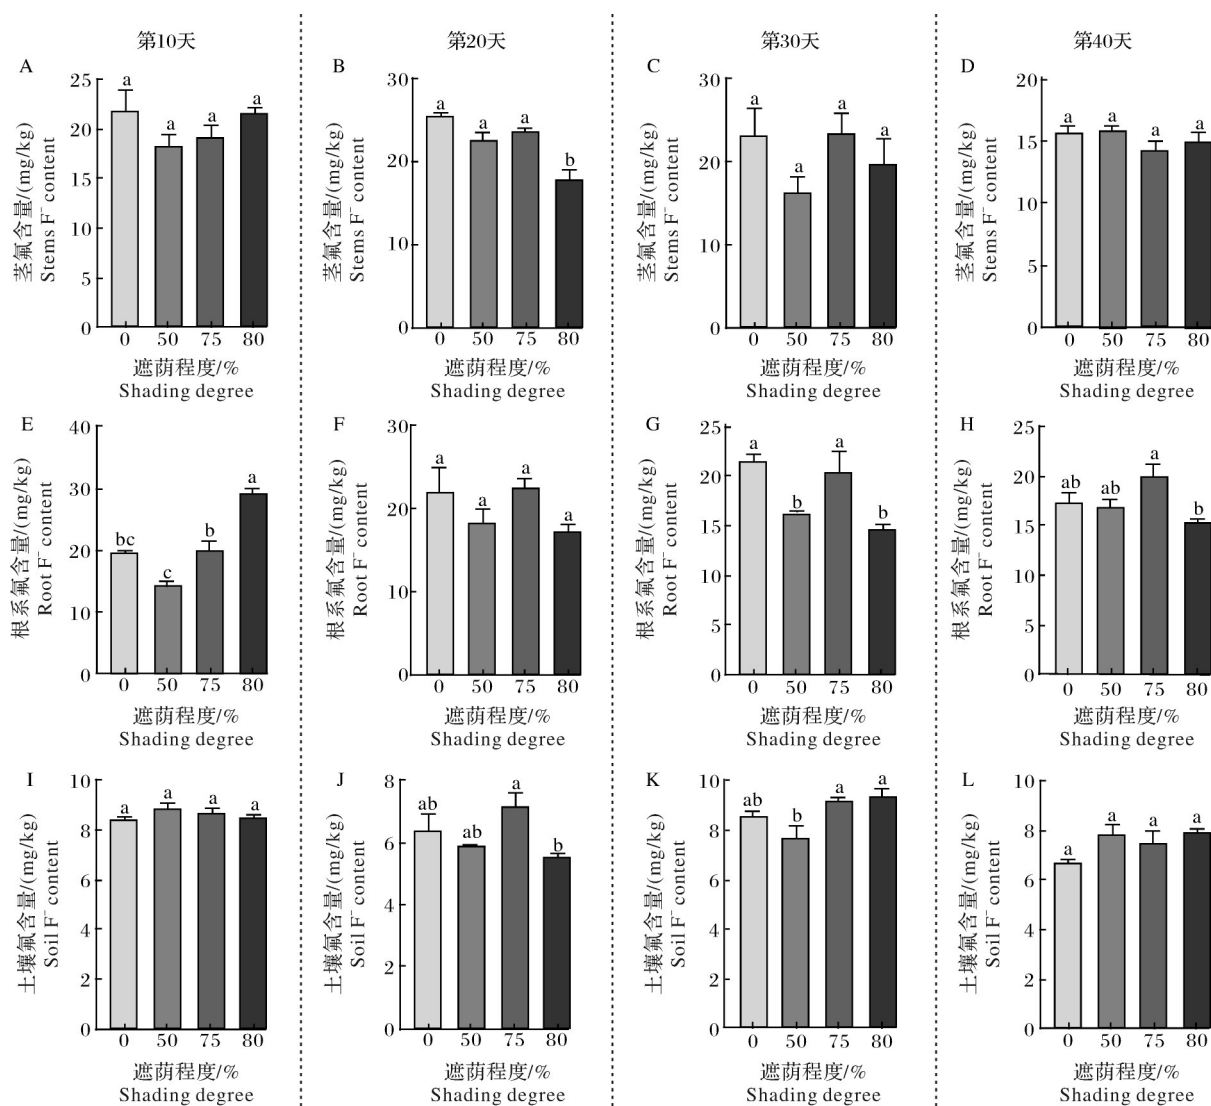 第10天
第20天
第30天
第40天
A
25
20
15
10
5
0
茎氟含量/(mg/kg)
Stems F⁻ content
a
a
a
a
0 50 75 80
遮荫程度/%
Shading degree
B
30
20
10
0
茎氟含量/(mg/kg)
Stems F⁻ content
a
a
a
b
0 50 75 80
遮荫程度/%
Shading degree
C
30
20
10
0
茎氟含量/(mg/kg)
Stems F⁻ content
a
a
a
a
0 50 75 80
遮荫程度/%
Shading degree
D
20
15
10
5
0
茎氟含量/(mg/kg)
Stems F⁻ content
a
a
a
a
0 50 75 80
遮荫程度/%
Shading degree
E
40
30
20
10
0
根系氟含量/(mg/kg)
Root F⁻ content
bc
c
b
a
0 50 75 80
遮荫程度/%
Shading degree
F
30
20
10
0
根系氟含量/(mg/kg)
Root F⁻ content
a
a
a
a
0 50 75 80
遮荫程度/%
Shading degree
G
25
20
15
10
5
0
根系氟含量/(mg/kg)
Root F⁻ content
a
b
a
b
0 50 75 80
遮荫程度/%
Shading degree
H
25
20
15
10
5
0
根系氟含量/(mg/kg)
Root F⁻ content
ab
ab
a
b
0 50 75 80
遮荫程度/%
Shading degree
I
10
8
6
4
2
0
土壤氟含量/(mg/kg)
Soil F⁻ content
a
a
a
a
0 50 75 80
遮荫程度/%
Shading degree
J
8
6
4
2
0
土壤氟含量/(mg/kg)
Soil F⁻ content
ab
ab
a
b
0 50 75 80
遮荫程度/%
Shading degree
K
10
8
6
4
2
0
土壤氟含量/(mg/kg)
Soil F⁻ content
ab
b
a
a
0 50 75 80
遮荫程度/%
Shading degree
L
10
8
6
4
2
0
土壤氟含量/(mg/kg)
Soil F⁻ content
a
a
a
a
0 50 75 80
遮荫程度/%
Shading degree